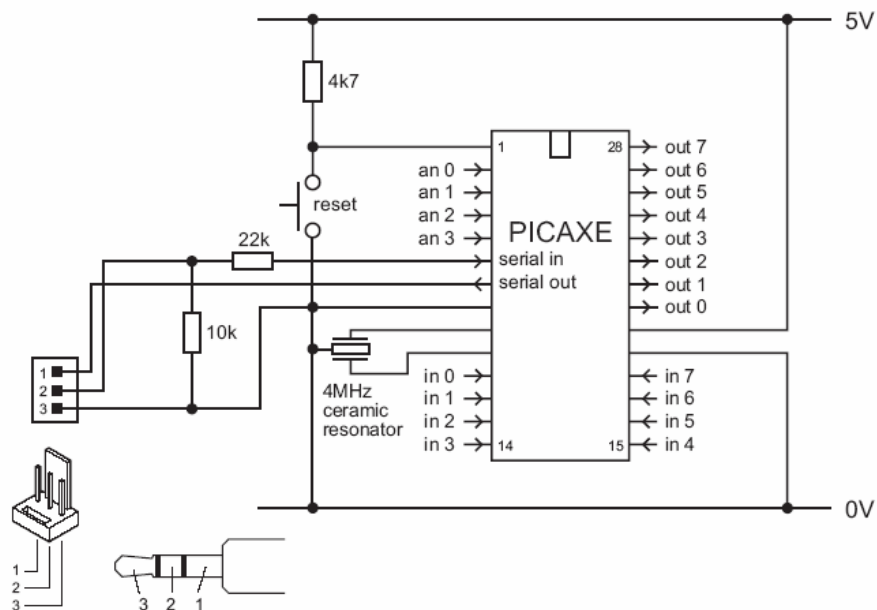 5V
4k7
1
28
out 7
an 0
out 6
an 1
out 5
reset
an 2
out 4
an 3
PICAXE
out 3
22k
serial in
out 2
serial out
out 1
out 0
10k
1
2
3
4MHz
ceramic
resonator
in 0
in 7
in 1
in 6
in 2
in 5
in 3
14
15
in 4
0V
1
2
3
3 2 1